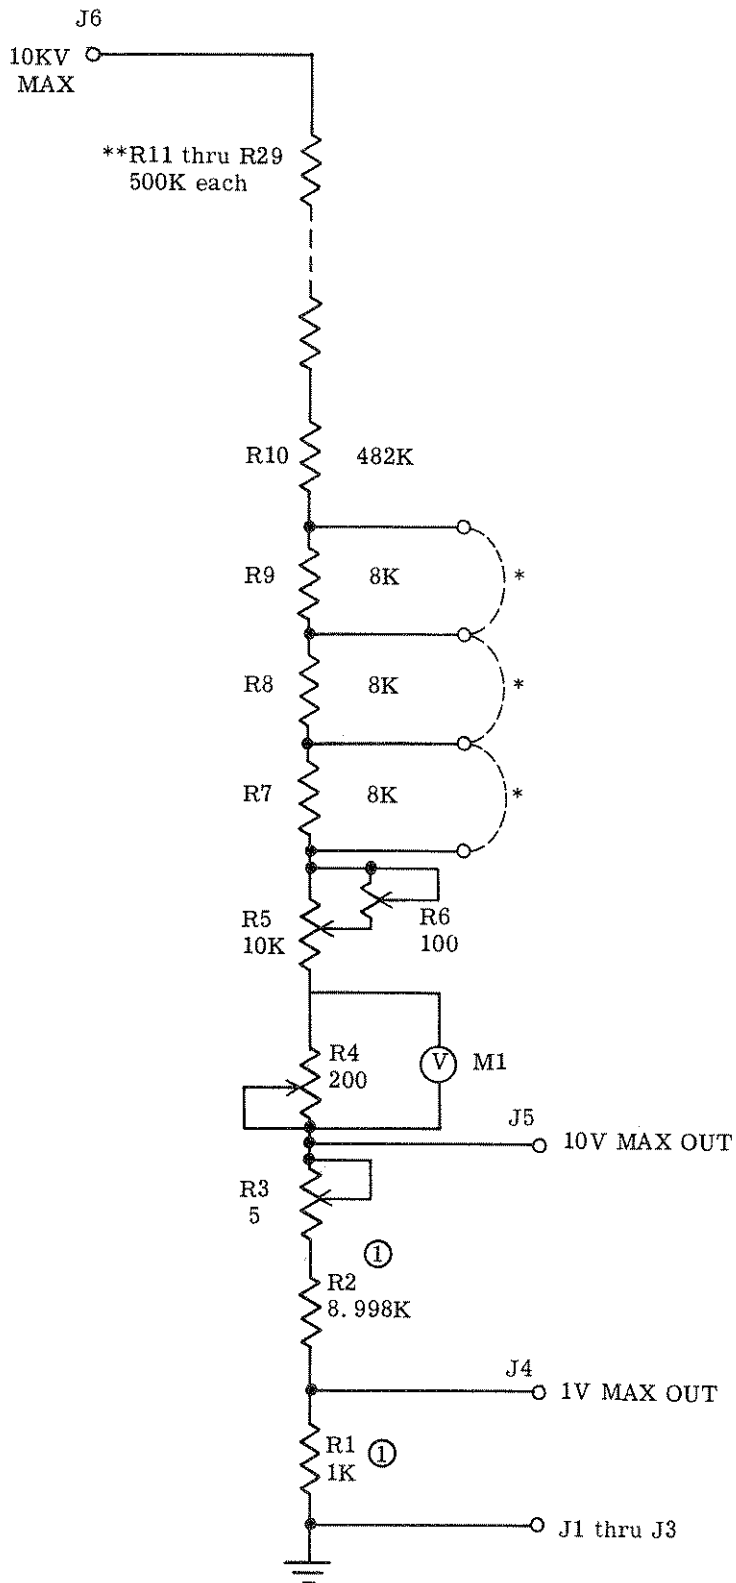 J6
10KV
MAX
**R11 thru R29
500K each
R10 482K
R9 8K *
R8 8K *
R7 8K *
R5
10K
R6
100
R4
200
V M1
J5
10V MAX OUT
R3
5
1
R2
8.998K
J4
1V MAX OUT
R1 1
1K
J1 thru J3